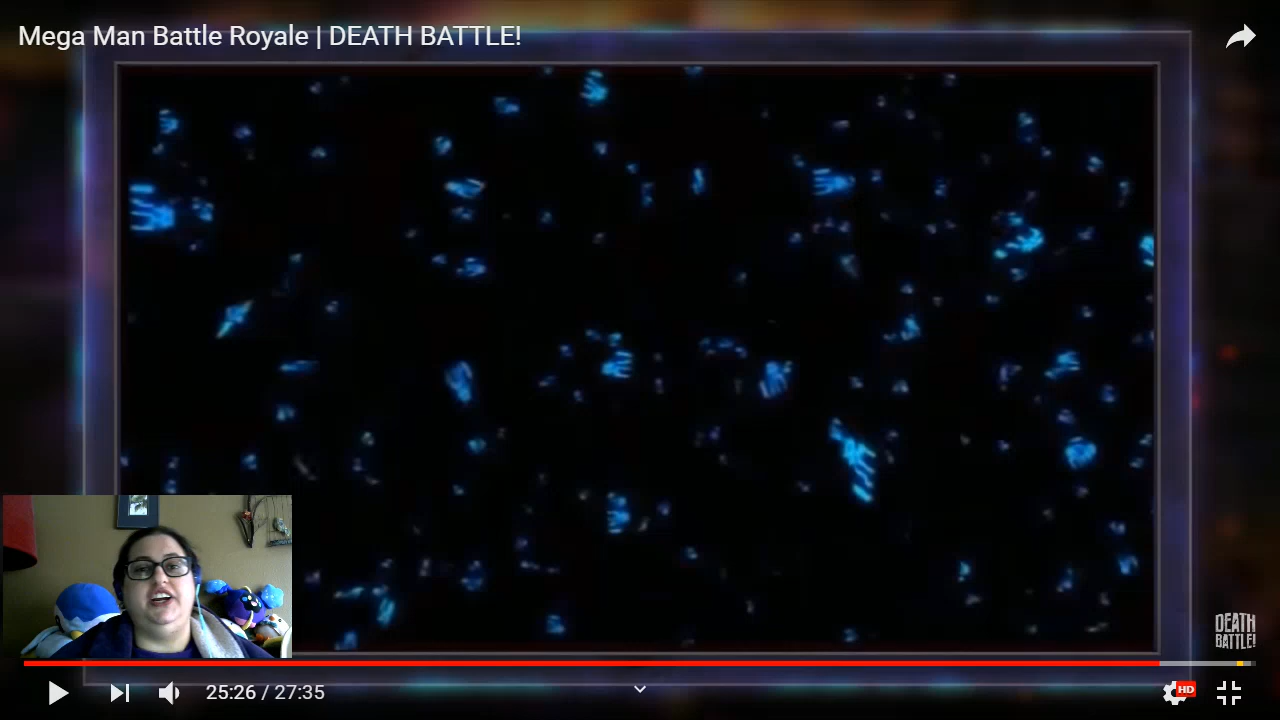 Mega Man Battle Royale | DEATH BATTLE!
DEATH
BATTLE!
25:26 / 27:35
HD